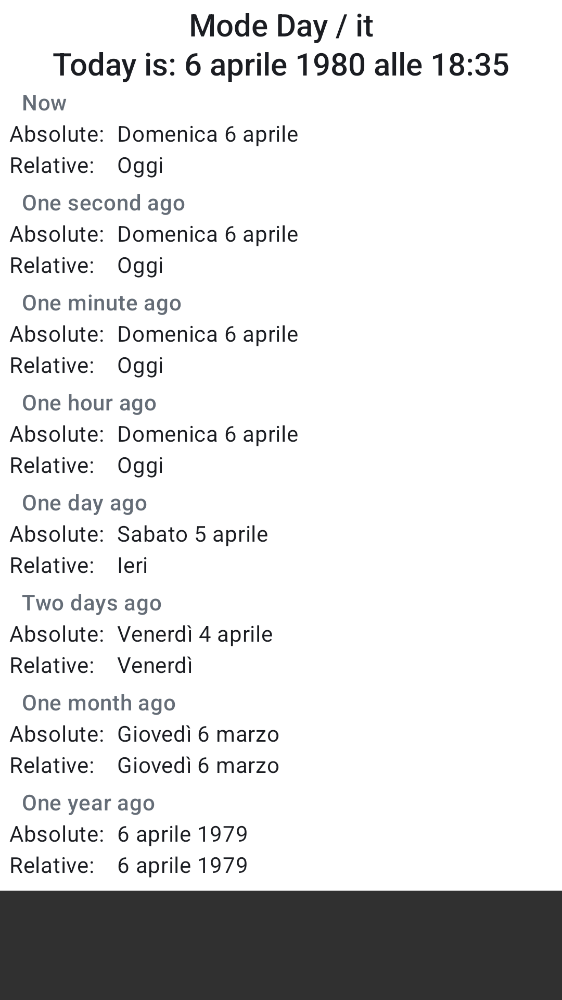 Mode Day / it
Today is: 6 aprile 1980 alle 18:35
Now
Absolute: Domenica 6 aprile
Relative: Oggi
One second ago
Absolute: Domenica 6 aprile
Relative: Oggi
One minute ago
Absolute: Domenica 6 aprile
Relative: Oggi
One hour ago
Absolute: Domenica 6 aprile
Relative: Oggi
One day ago
Absolute: Sabato 5 aprile
Relative: Ieri
Two days ago
Absolute: Venerdì 4 aprile
Relative: Venerdì
One month ago
Absolute: Giovedì 6 marzo
Relative: Giovedì 6 marzo
One year ago
Absolute: 6 aprile 1979
Relative: 6 aprile 1979